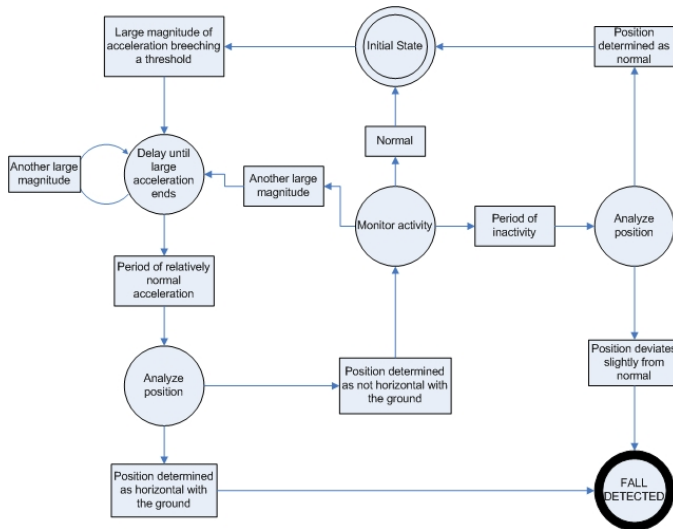 Large magnitude of
acceleration breeching
a threshold
Initial State
Position
determined as
normal
Another large
magnitude
Delay until
large
acceleration
ends
Another large
magnitude
Normal
Monitor activity
Period of
inactivity
Analyze
position
Period of relatively
normal
acceleration
Analyze
position
Position determined
as not horizontal with
the ground
Position deviates
slightly from
normal
Position determined
as horizontal with
the ground
FALL
DETECTED